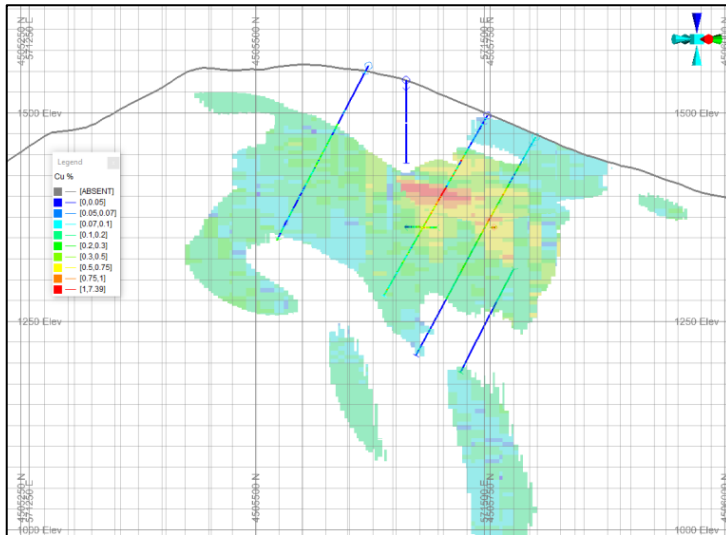 4505250 N
571250 E
4505500 N
571500 E
4505750 N
1500 Elev
1500 Elev
Legend
Cu %
[ABSENT]
[0,0.05]
[0.05,0.07]
[0.07,0.1]
[0.1,0.2]
[0.2,0.3]
[0.3,0.5]
[0.5,0.75]
[0.75,1]
[1,7.39]
1250 Elev
1250 Elev
4505250 N
571250 E
4505500 N
571500 E
4505750 N
1000 Elev
1000 Elev